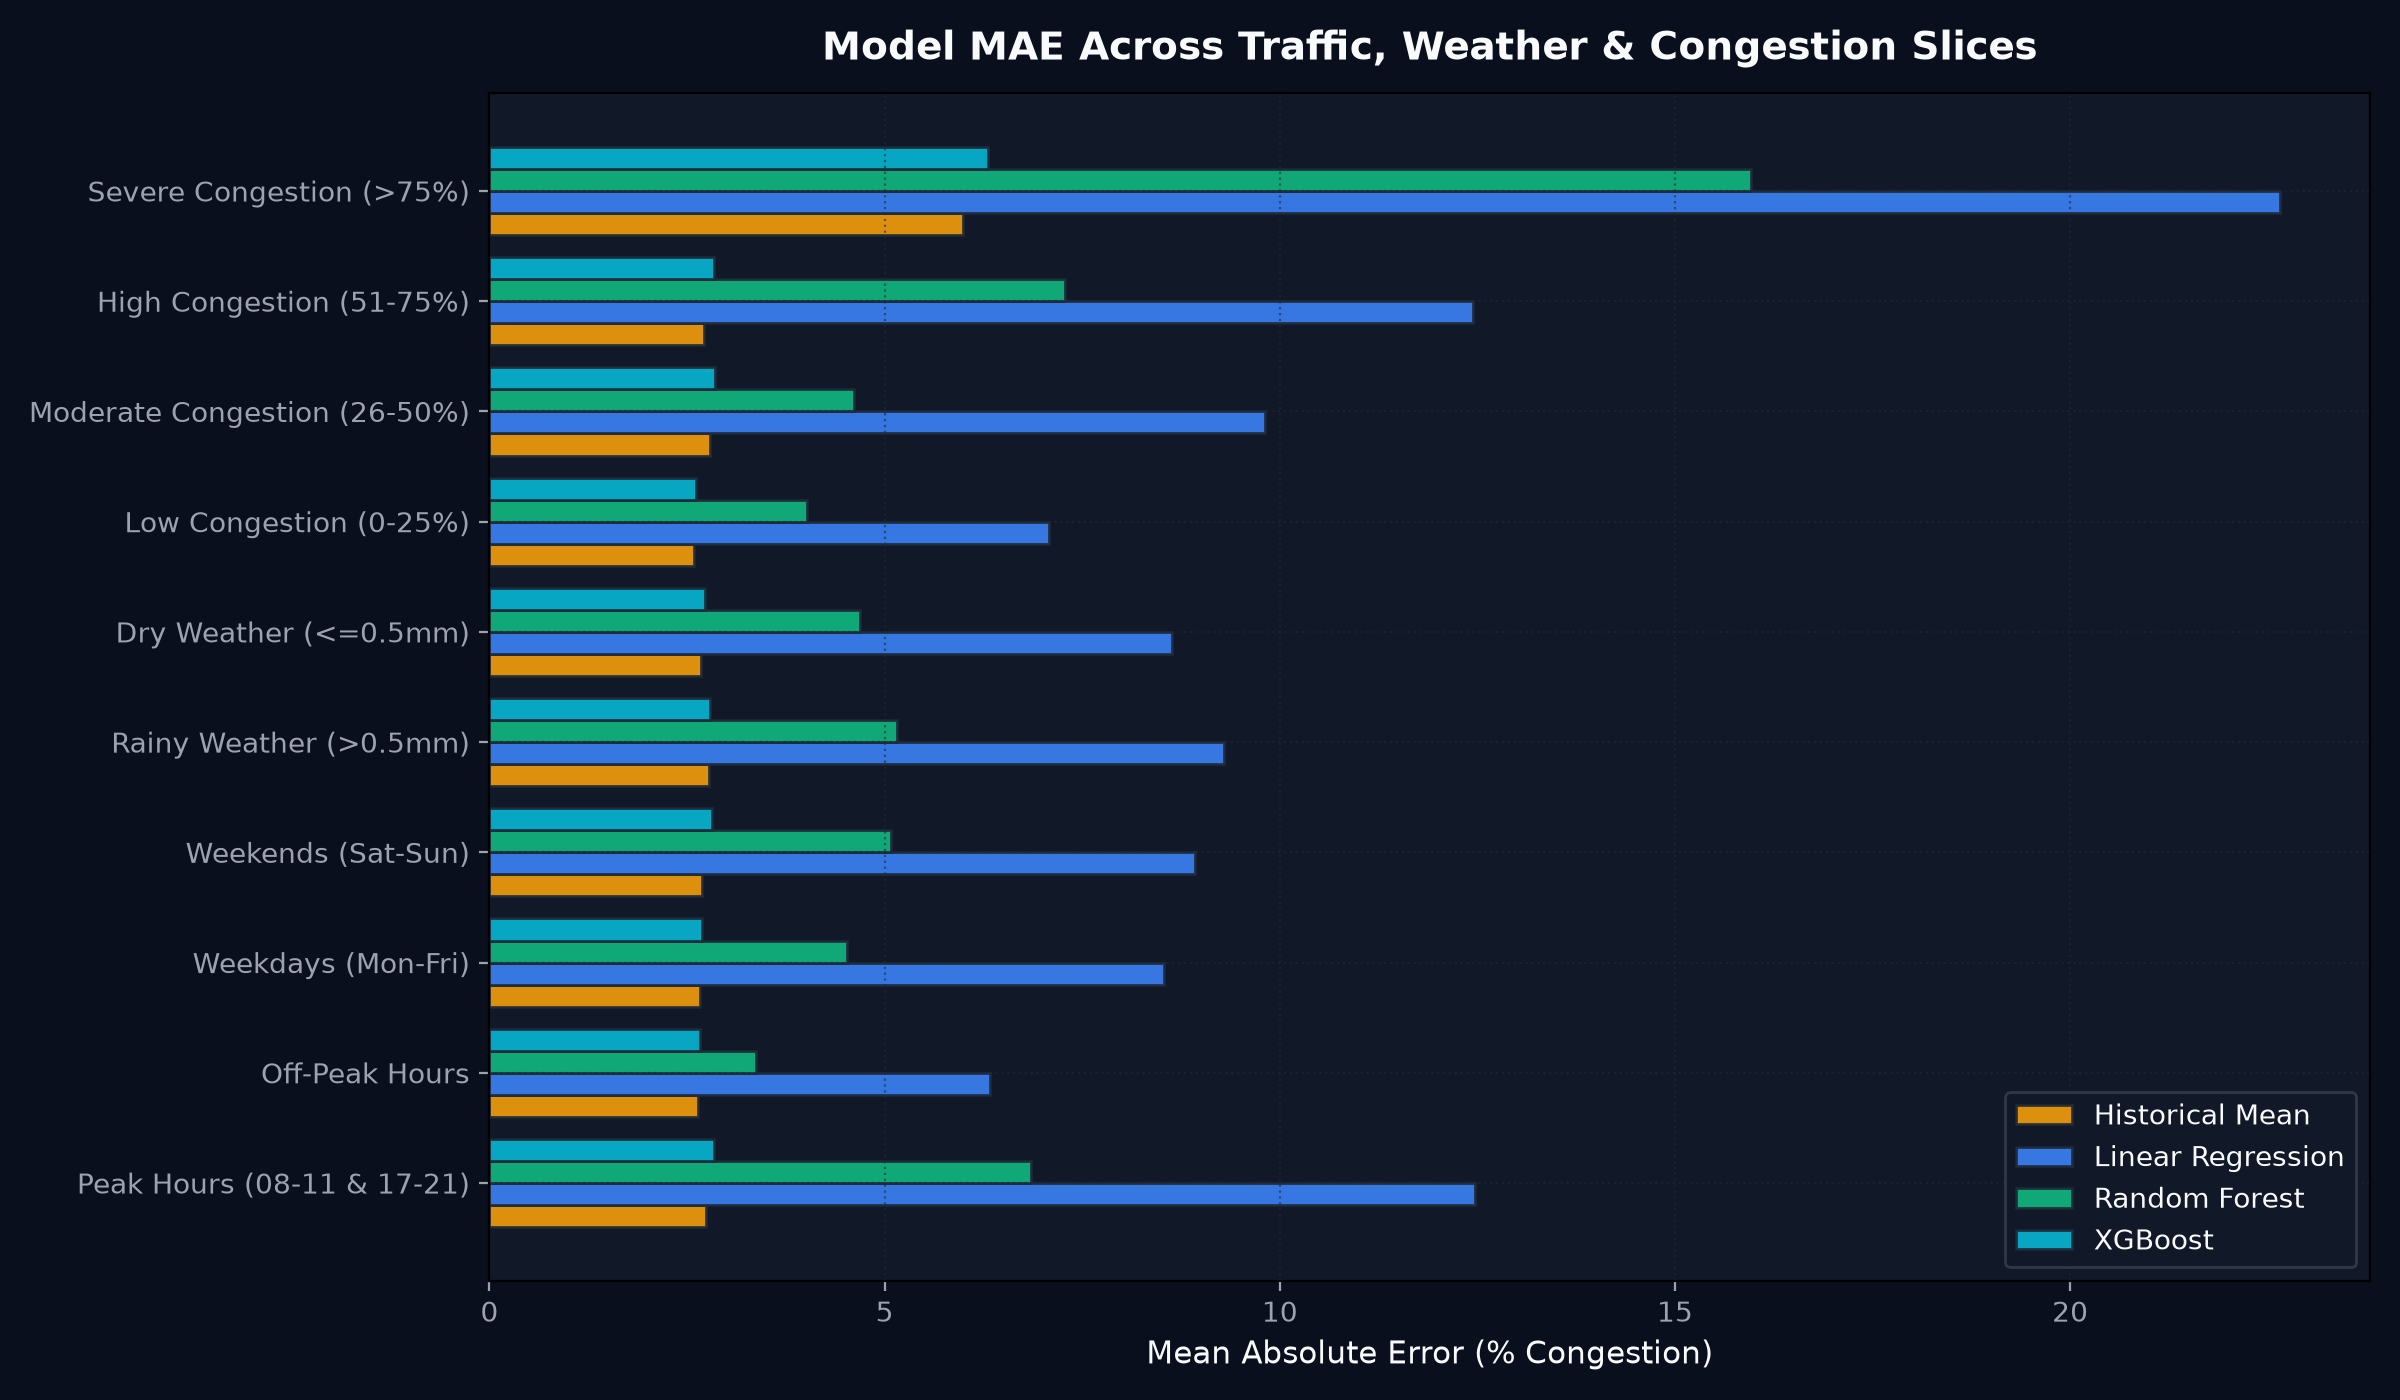 Model MAE Across Traffic, Weather & Congestion Slices
Severe Congestion (>75%)
High Congestion (51-75%)
Moderate Congestion (26-50%)
Low Congestion (0-25%)
Dry Weather (<=0.5mm)
Rainy Weather (>0.5mm)
Weekends (Sat-Sun)
Weekdays (Mon-Fri)
Off-Peak Hours
Peak Hours (08-11 & 17-21)
Historical Mean
Linear Regression
Random Forest
XGBoost
0 5 10 15 20
Mean Absolute Error (% Congestion)